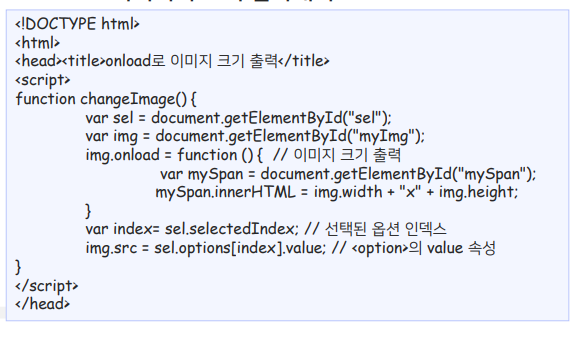 <!DOCTYPE html>
<html>
<head><title>onload로 이미지 크기 출력</title>
<script>
function changeImage() {
var sel = document.getElementById("sel");
var img = document.getElementById("myImg");
img.onload = function () { // 이미지 크기 출력
var mySpan = document.getElementById("mySpan");
mySpan.innerHTML = img.width + "x" + img.height;
}
var index= sel.selectedIndex; // 선택된 옵션 인덱스
img.src = sel.options[index].value; // <option>의 value 속성
}
</script>
</head>